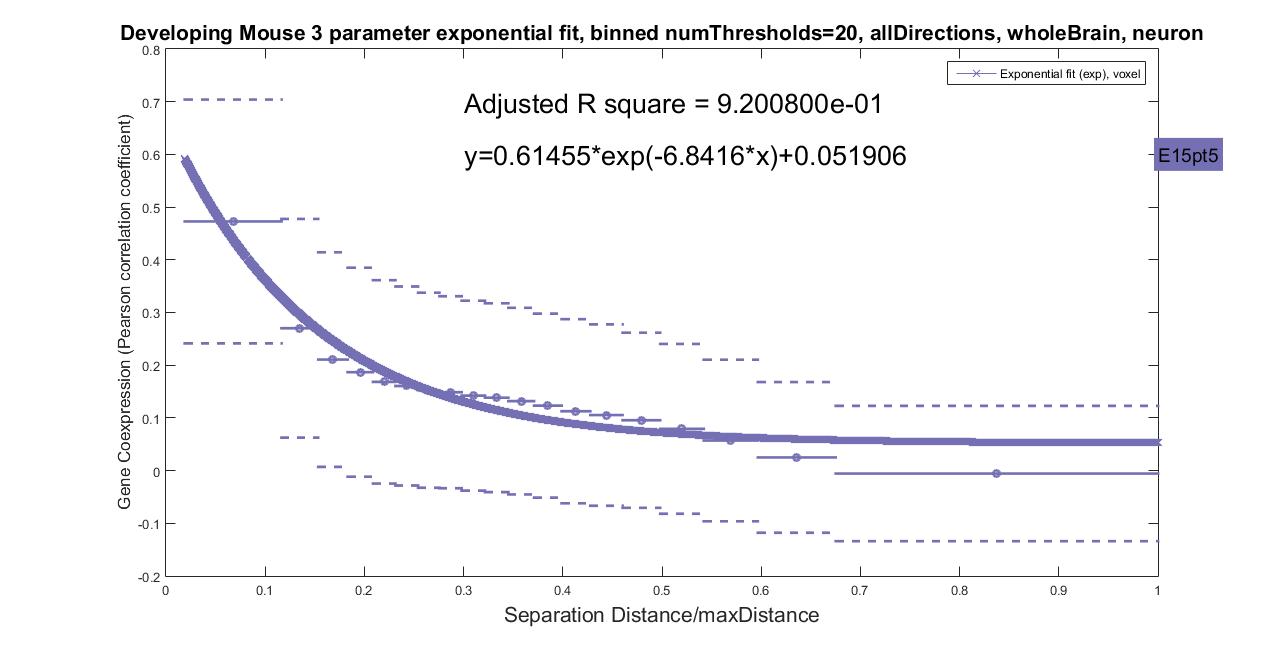 Developing Mouse 3 parameter exponential fit, binned numThresholds=20, allDirections, wholeBrain, neuron
Exponential fit (exp), voxel
Adjusted R square = 9.200800e-01
y=0.61455*exp(-6.8416*x)+0.051906
E15pt5
Gene Coexpression (Pearson correlation coefficient)
0.8
0.7
0.6
0.5
0.4
0.3
0.2
0.1
0
-0.1
-0.2
0 0.1 0.2 0.3 0.4 0.5 0.6 0.7 0.8 0.9 1
Separation Distance/maxDistance